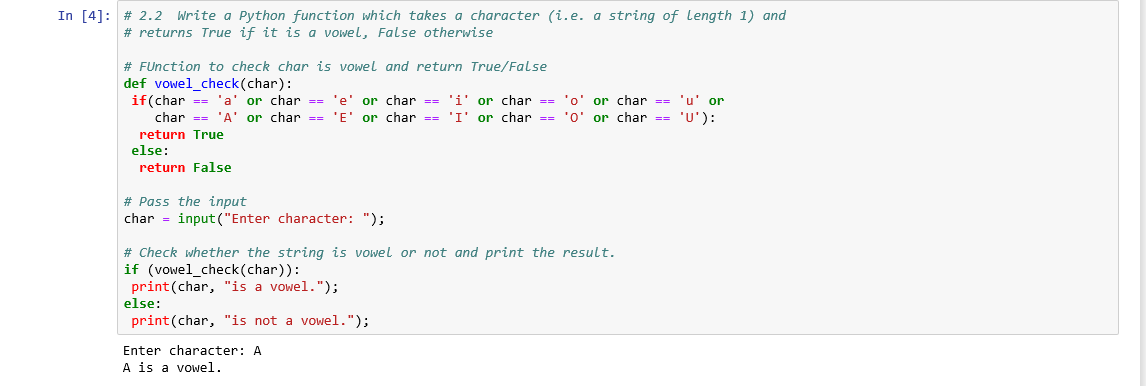 In [4]: # 2.2  Write a Python function which takes a character (i.e. a string of length 1) and
# returns True if it is a vowel, False otherwise
# FUnction to check char is vowel and return True/False
def vowel_check(char):
 if(char == 'a' or char == 'e' or char == 'i' or char == 'o' or char == 'u' or
    char == 'A' or char == 'E' or char == 'I' or char == 'O' or char == 'U'):
  return True
 else:
  return False
# Pass the input
char = input("Enter character: ");
# Check whether the string is vowel or not and print the result.
if (vowel_check(char)):
 print(char, "is a vowel.");
else:
 print(char, "is not a vowel.");
Enter character: A
A is a vowel.